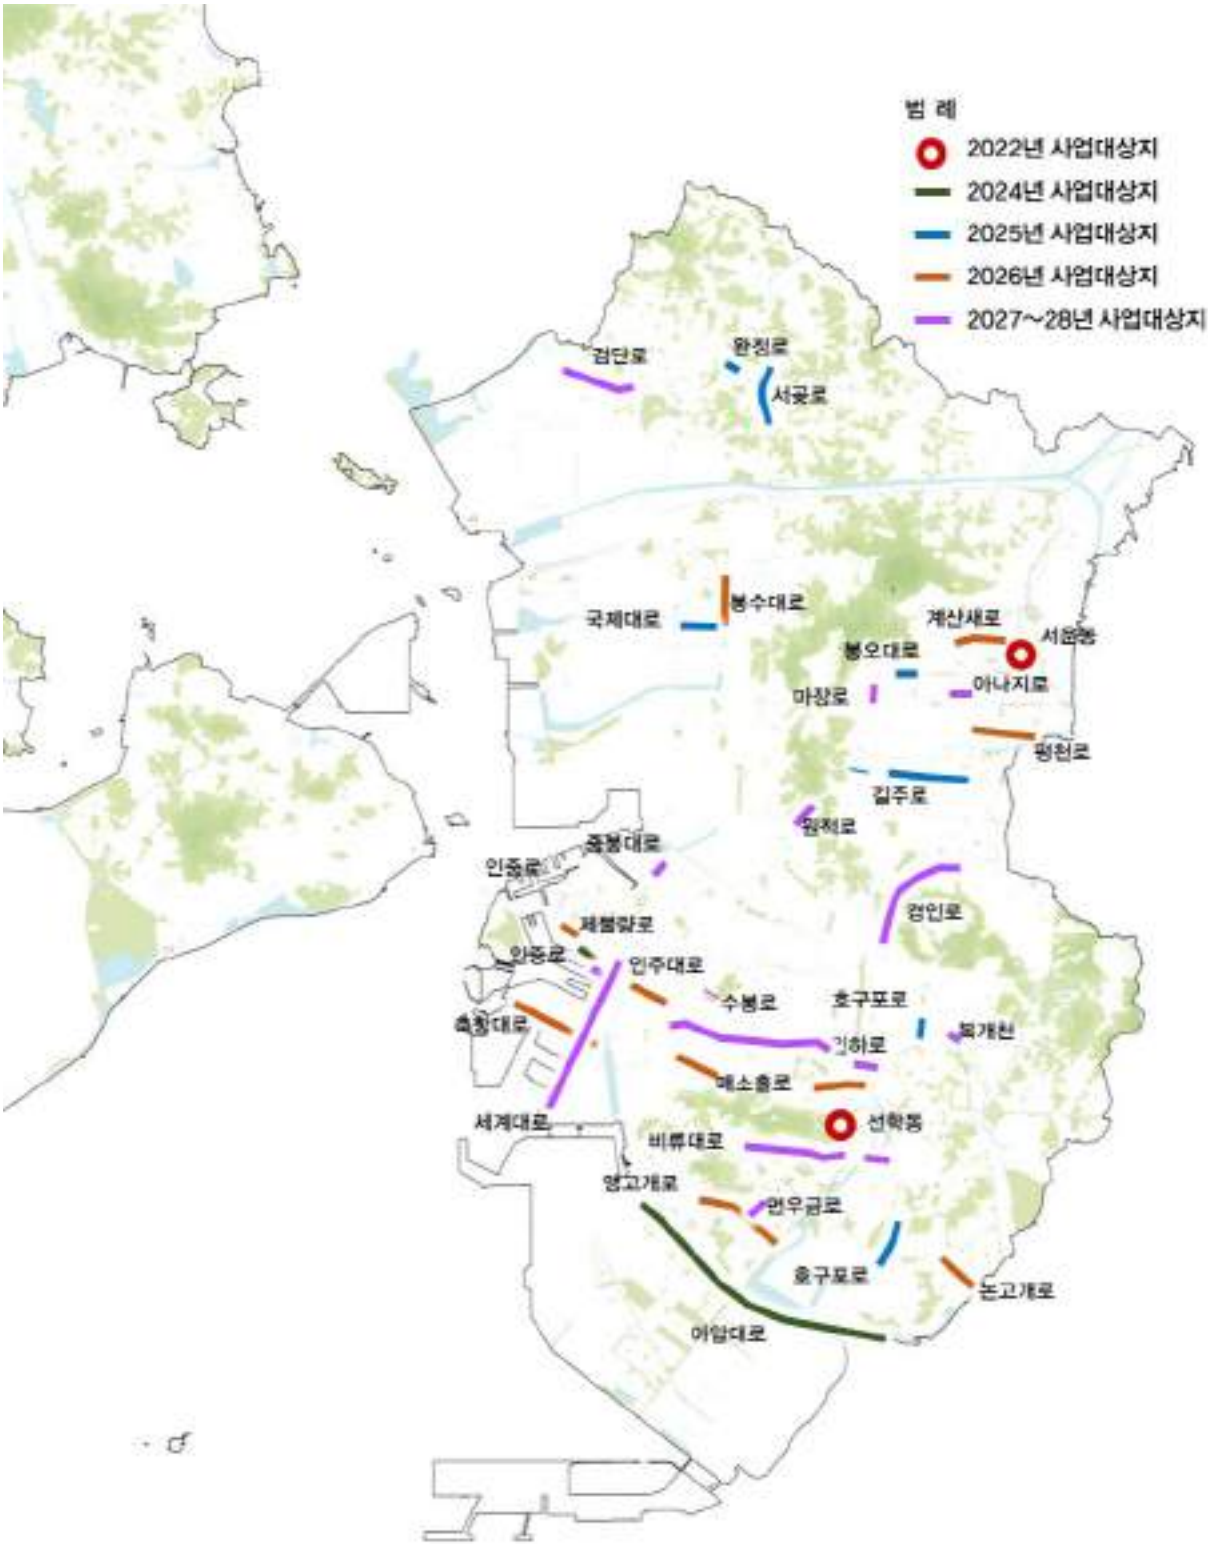 범 례
2022년 사업대상지
2024년 사업대상지
2025년 사업대상지
2026년 사업대상지
2027~28년 사업대상지
검단로
완정로
서곶로
국제대로
봉수대로
계산새로
서운동
봉오대로
아나지로
마장로
평천로
길주로
원적로
중봉대로
인중로
경인로
제물량로
인중로
인주대로
수봉로
호구포로
축항대로
복개천
매소홀로
세계대로
선학동
비류대로
앵고개로
먼우금로
호구포로
논고개로
아암대로